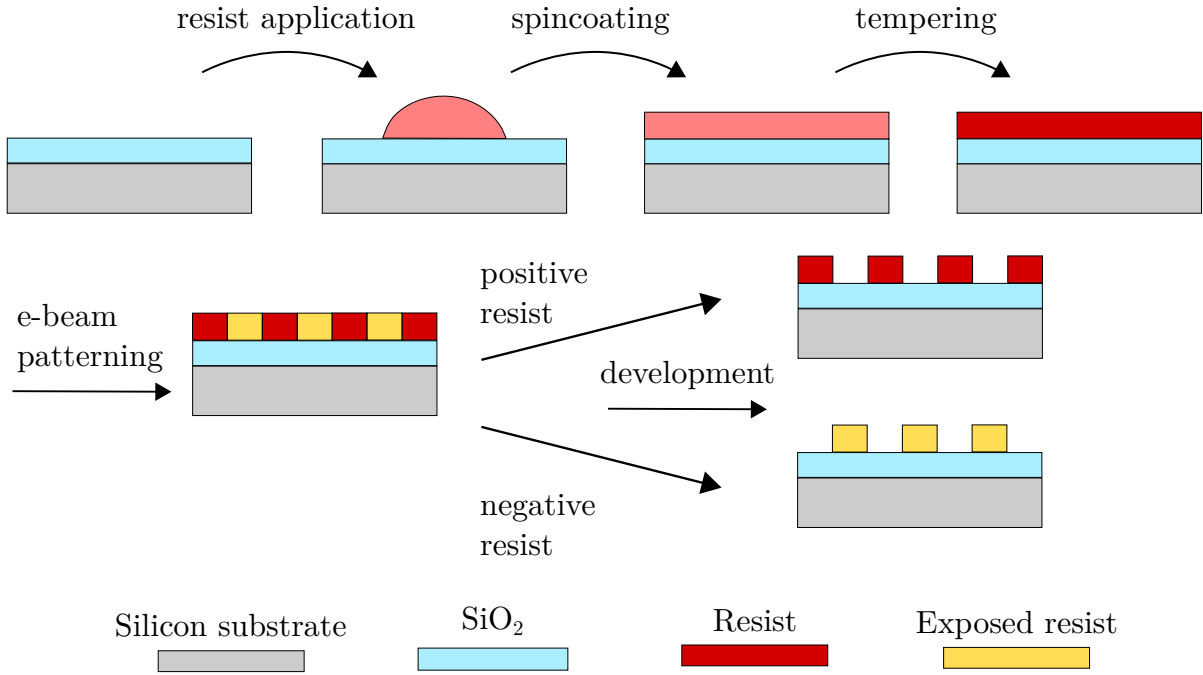 resist application
spincoating
tempering
e-beam
patterning
positive
resist
development
negative
resist
Silicon substrate
SiO₂
Resist
Exposed resist